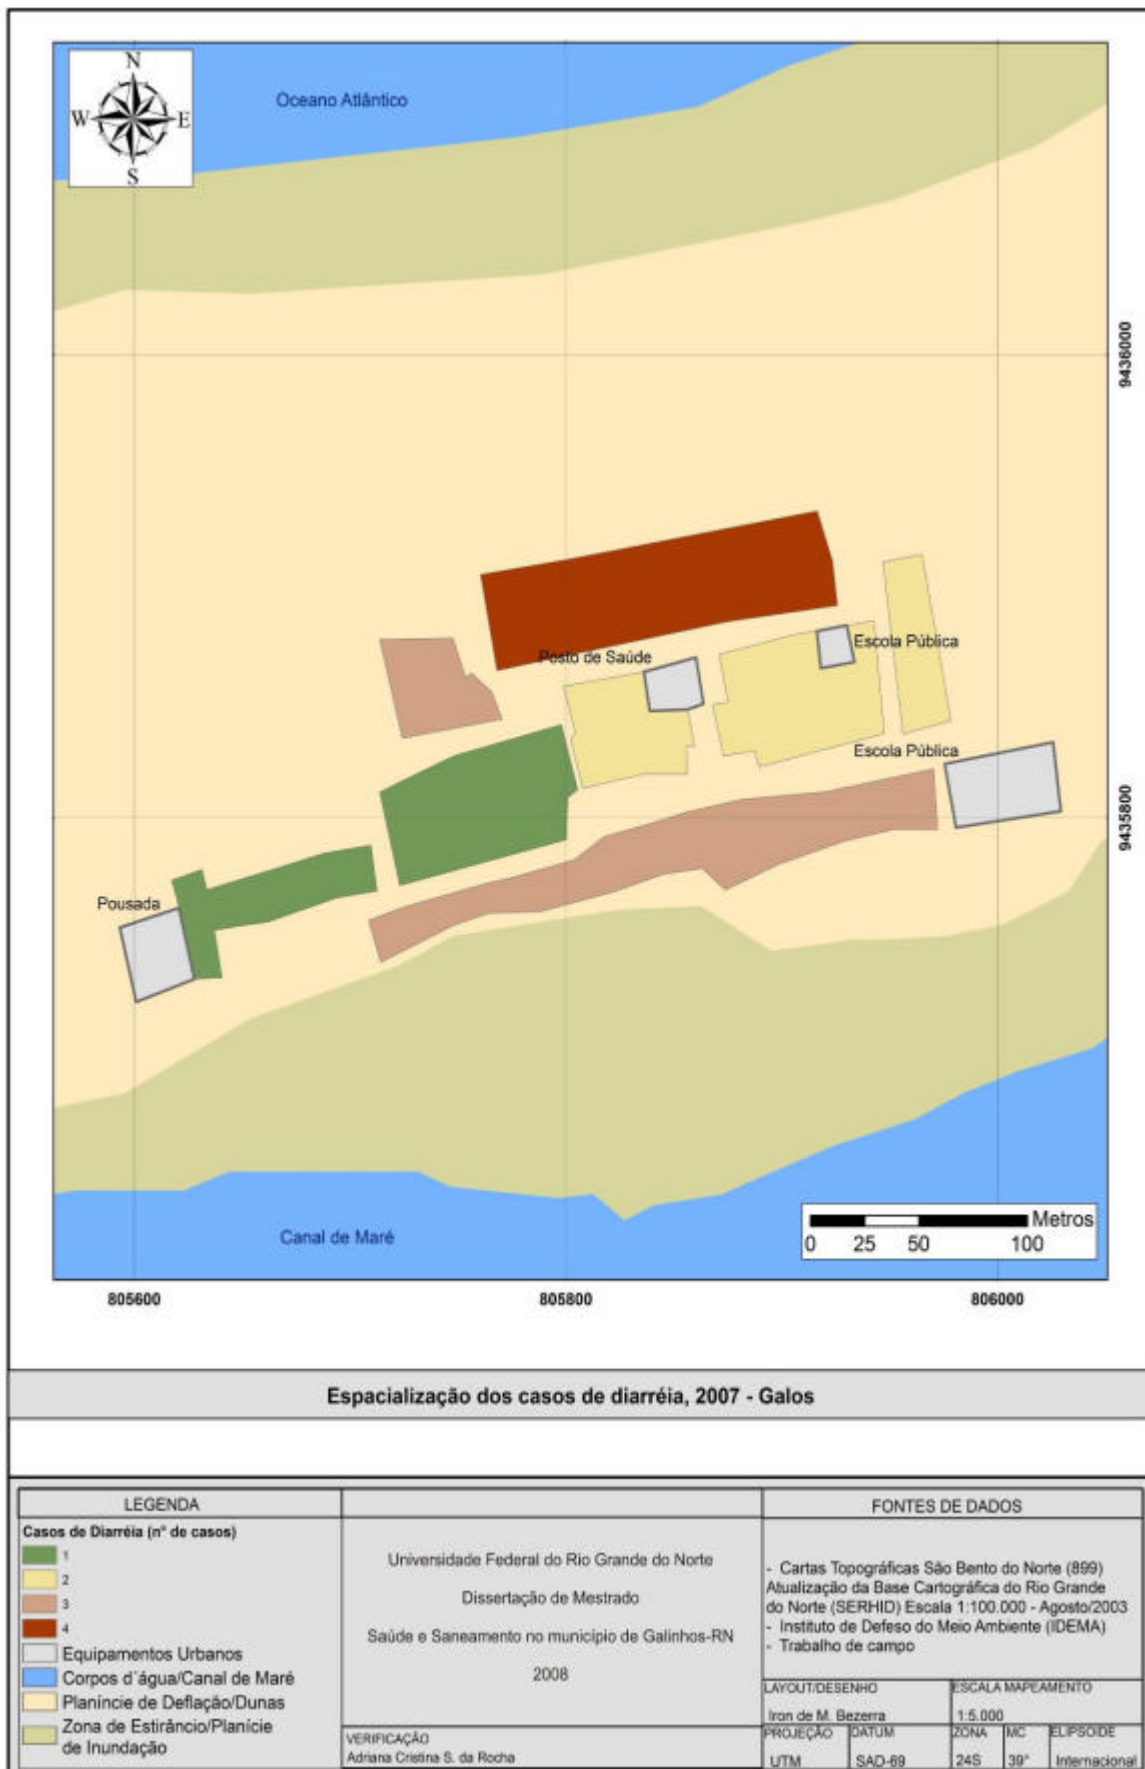 N
W E
S
Oceano Atlântico
9436000
Escola Pública
Posto de Saúde
Escola Pública
9435800
Pousada
Metros
0 25 50 100
Canal de Maré
805600 805800 806000
Espacialização dos casos de diarréia, 2007 - Galos
LEGENDA
Casos de Diarréia (n° de casos)
1
2
3
4
Equipamentos Urbanos
Corpos d´água/Canal de Maré
Planíncie de Deflação/Dunas
Zona de Estirâncio/Planície
de Inundação
Universidade Federal do Rio Grande do Norte
Dissertação de Mestrado
Saúde e Saneamento no município de Galinhos-RN
2008
VERIFICAÇÃO
Adriana Cristina S. da Rocha
FONTES DE DADOS
- Cartas Topográficas São Bento do Norte (899)
Atualização da Base Cartográfica do Rio Grande
do Norte (SERHID) Escala 1:100.000 - Agosto/2003
- Instituto de Defeso do Meio Ambiente (IDEMA)
- Trabalho de campo
LAYOUT/DESENHO
Iron de M. Bezerra
ESCALA MAPEAMENTO
1:5.000
PROJEÇÃO
UTM
DATUM
SAD-69
ZONA
24S
MC
39°
ELIPSOIDE
Internacional